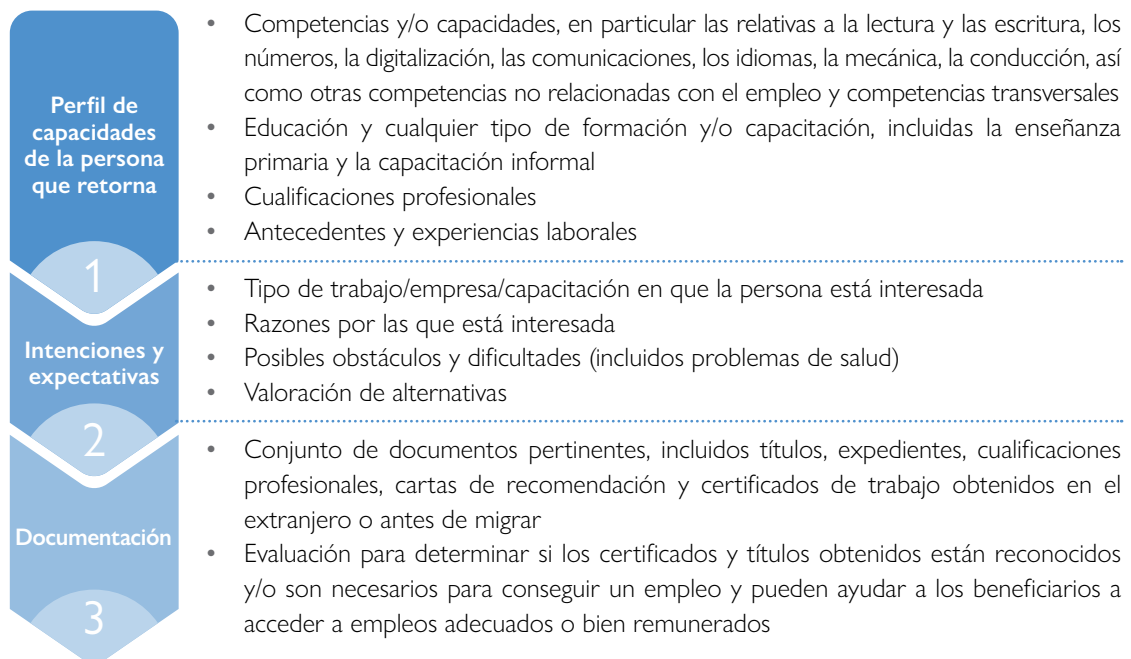 Perfil de
capacidades
de la persona
que retorna
1
• Competencias y/o capacidades, en particular las relativas a la lectura y las escritura, los
números, la digitalización, las comunicaciones, los idiomas, la mecánica, la conducción, así
como otras competencias no relacionadas con el empleo y competencias transversales
• Educación y cualquier tipo de formación y/o capacitación, incluidas la enseñanza
primaria y la capacitación informal
• Cualificaciones profesionales
• Antecedentes y experiencias laborales
Intenciones y
expectativas
2
• Tipo de trabajo/empresa/capacitación en que la persona está interesada
• Razones por las que está interesada
• Posibles obstáculos y dificultades (incluidos problemas de salud)
• Valoración de alternativas
Documentación
3
• Conjunto de documentos pertinentes, incluidos títulos, expedientes, cualificaciones
profesionales, cartas de recomendación y certificados de trabajo obtenidos en el
extranjero o antes de migrar
• Evaluación para determinar si los certificados y títulos obtenidos están reconocidos
y/o son necesarios para conseguir un empleo y pueden ayudar a los beneficiarios a
acceder a empleos adecuados o bien remunerados